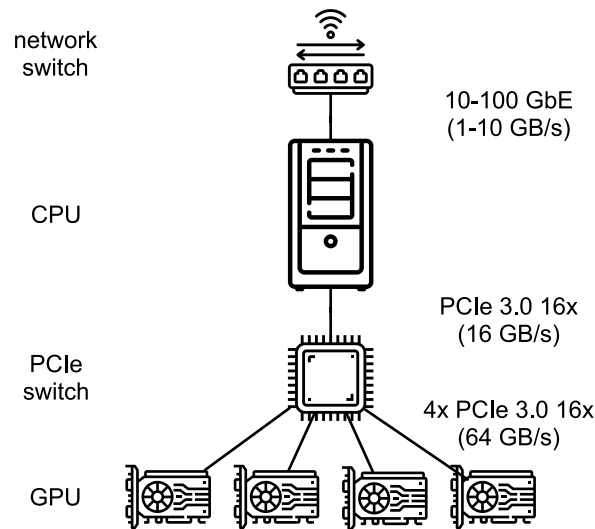 network
switch
10-100 GbE
(1-10 GB/s)
CPU
PCIe 3.0 16x
(16 GB/s)
PCIe
switch
4x PCIe 3.0 16x
(64 GB/s)
GPU